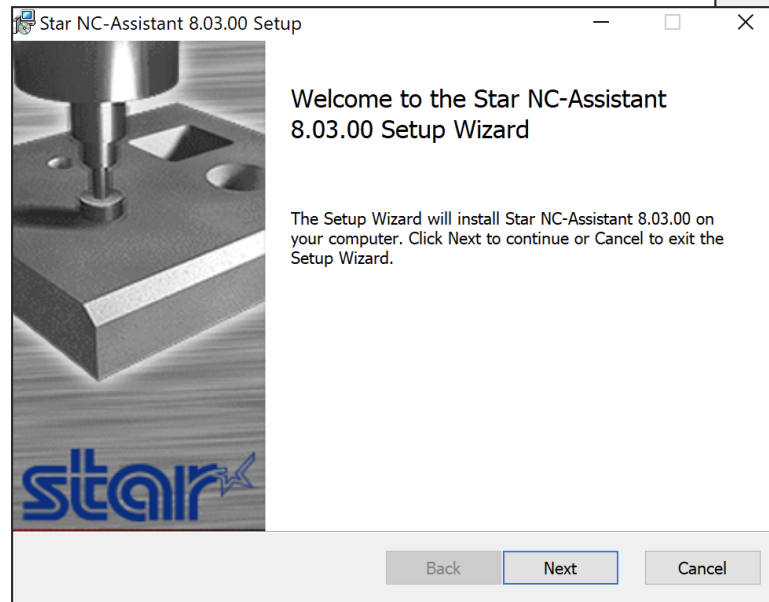 Star NC-Assistant 8.03.00 Setup
Welcome to the Star NC-Assistant
8.03.00 Setup Wizard
The Setup Wizard will install Star NC-Assistant 8.03.00 on
your computer. Click Next to continue or Cancel to exit the
Setup Wizard.
star
Back
Next
Cancel